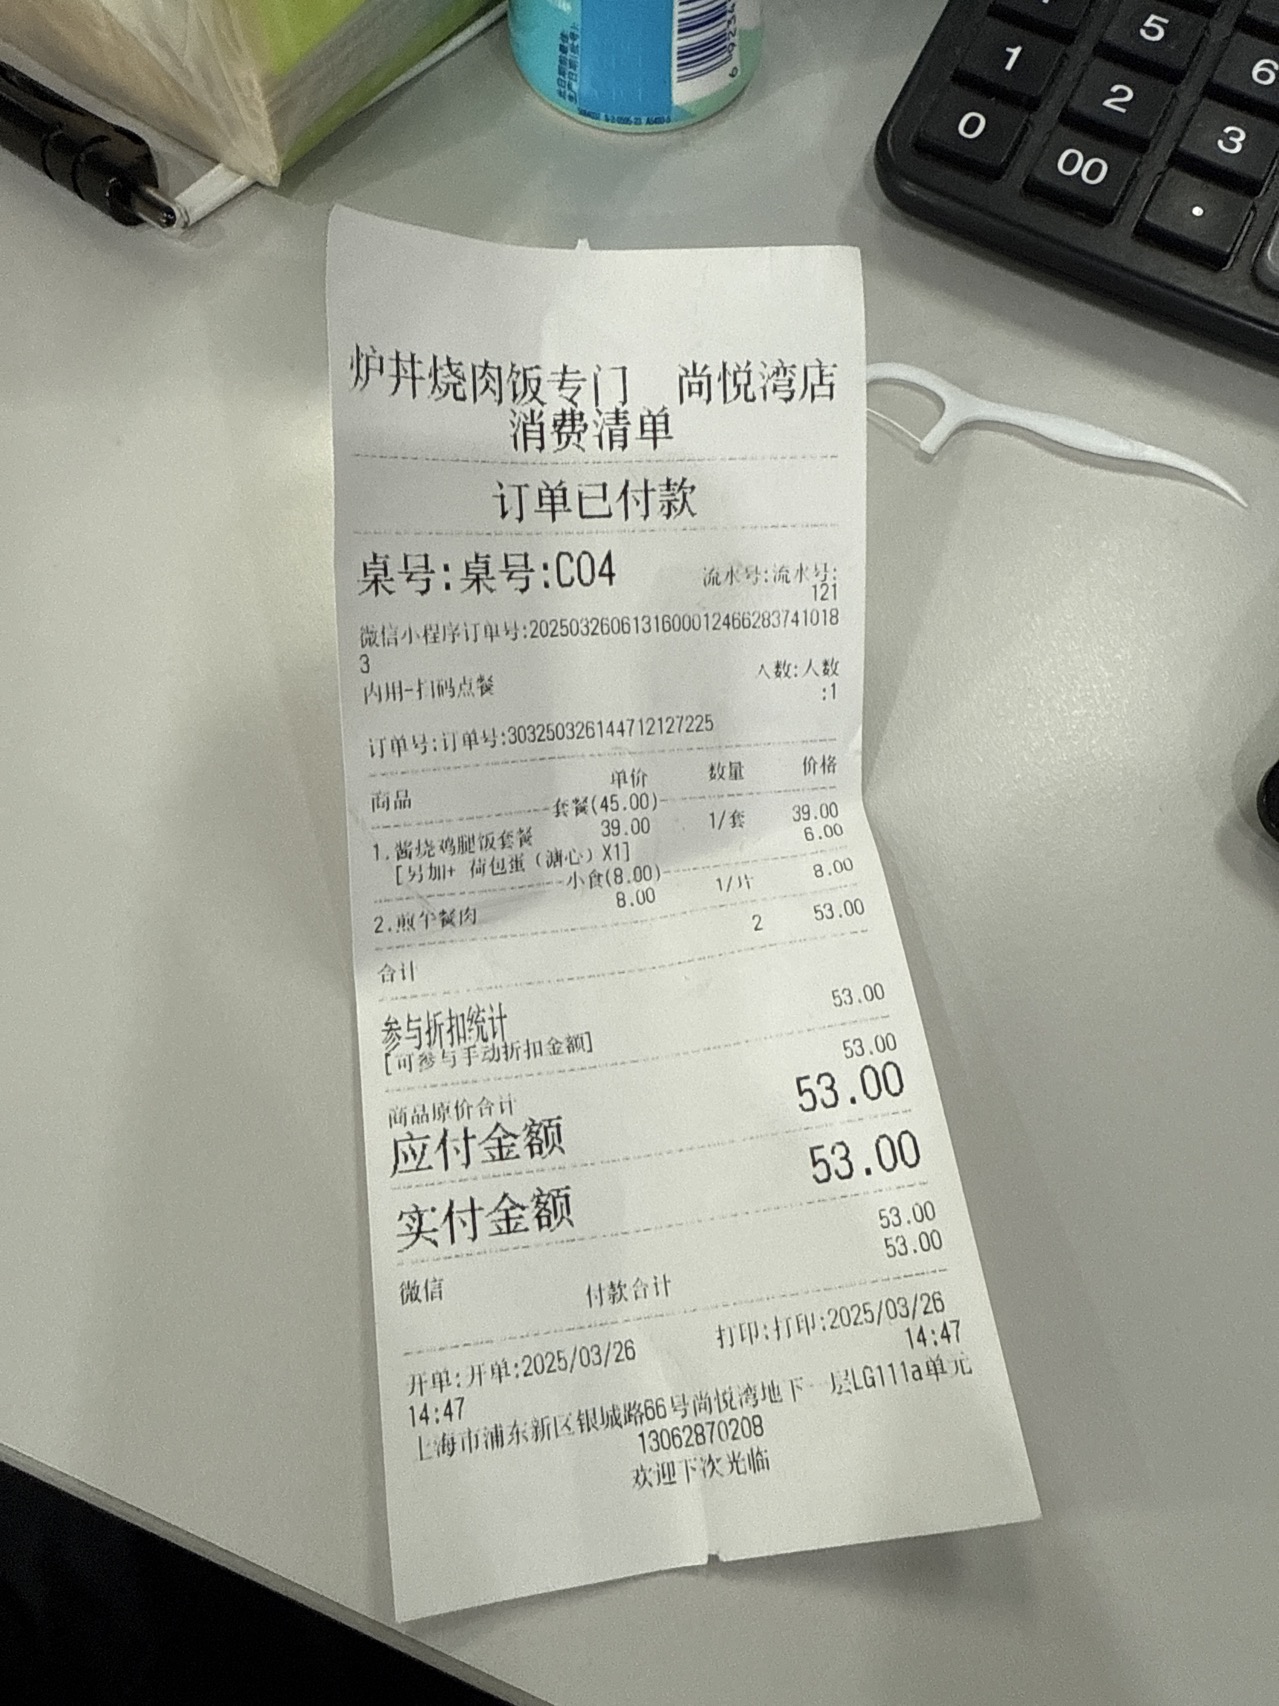 5
1
2
6
0
00
3
.
炉丼烧肉饭专门 尚悦湾店
消费清单
订单已付款
桌号:桌号:C04
流水号:流水号:
121
微信小程序订单号:202503260613160001246628374101​8
3
内用-扫码点餐
人数:人数
:1
订单号:订单号:303250326144712127225
商品 单价 数量 价格
套餐(45.00)
1.酱烧鸡腿饭套餐 39.00 1/套 39.00
[另加+ 荷包蛋（溏心）X1] 6.00
小食(8.00)
2.煎午餐肉 8.00 1/片 8.00
合计 2 53.00
参与折扣统计 53.00
[可参与手动折扣金额]
商品原价合计 53.00
应付金额 53.00
实付金额 53.00
微信 53.00
付款合计 53.00
开单:开单:2025/03/26
14:47
打印:打印:2025/03/26
14:47
上海市浦东新区银城路66号尚悦湾地下一层LG111a单元
13062870208
欢迎下次光临